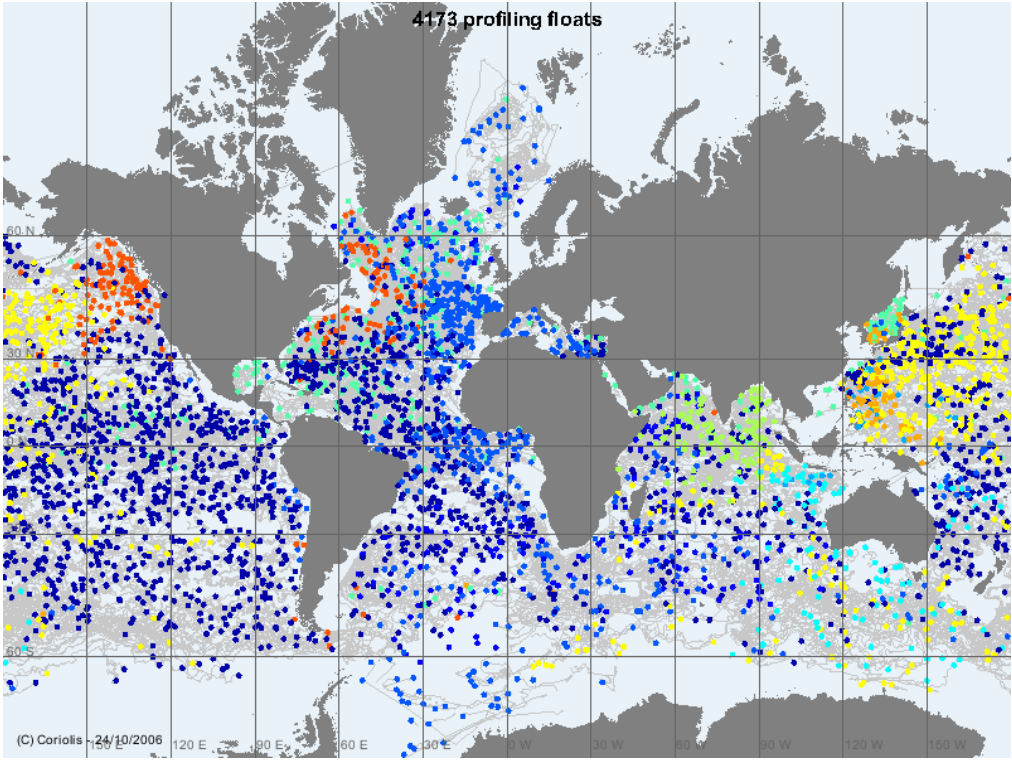 4173 profiling floats
60 N
30 N
0 N
60 S
(C) Coriolis - 24/10/2006
150 E 120 E 90 E 60 E 30 E 0 W 30 W 60 W 90 W 120 W 150 W